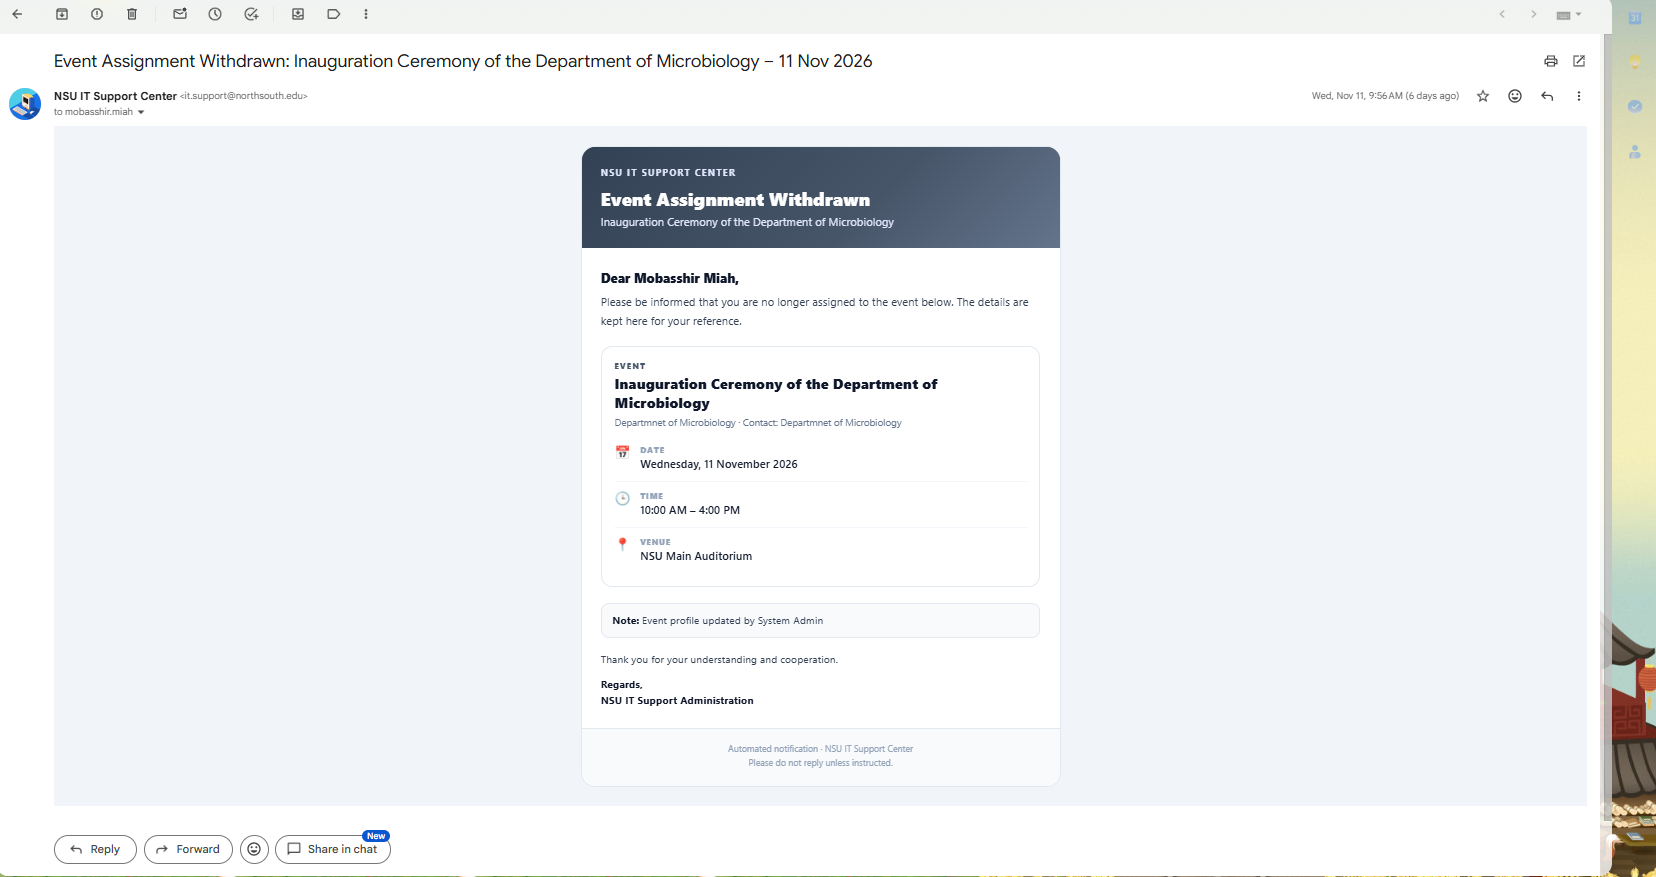 Event Assignment Withdrawn: Inauguration Ceremony of the Department of Microbiology – 11 Nov 2026
NSU IT Support Center <it.support@northsouth.edu>
Wed, Nov 11, 9:56 AM (6 days ago)
to mobasshir.miah
NSU IT SUPPORT CENTER
Event Assignment Withdrawn
Inauguration Ceremony of the Department of Microbiology
Dear Mobasshir Miah,
Please be informed that you are no longer assigned to the event below. The details are
kept here for your reference.
EVENT
Inauguration Ceremony of the Department of
Microbiology
Departmnet of Microbiology · Contact: Departmnet of Microbiology
DATE
Wednesday, 11 November 2026
TIME
10:00 AM – 4:00 PM
VENUE
NSU Main Auditorium
Note: Event profile updated by System Admin
Thank you for your understanding and cooperation.
Regards,
NSU IT Support Administration
Automated notification · NSU IT Support Center
Please do not reply unless instructed.
Reply
Forward
Share in chat
New
31